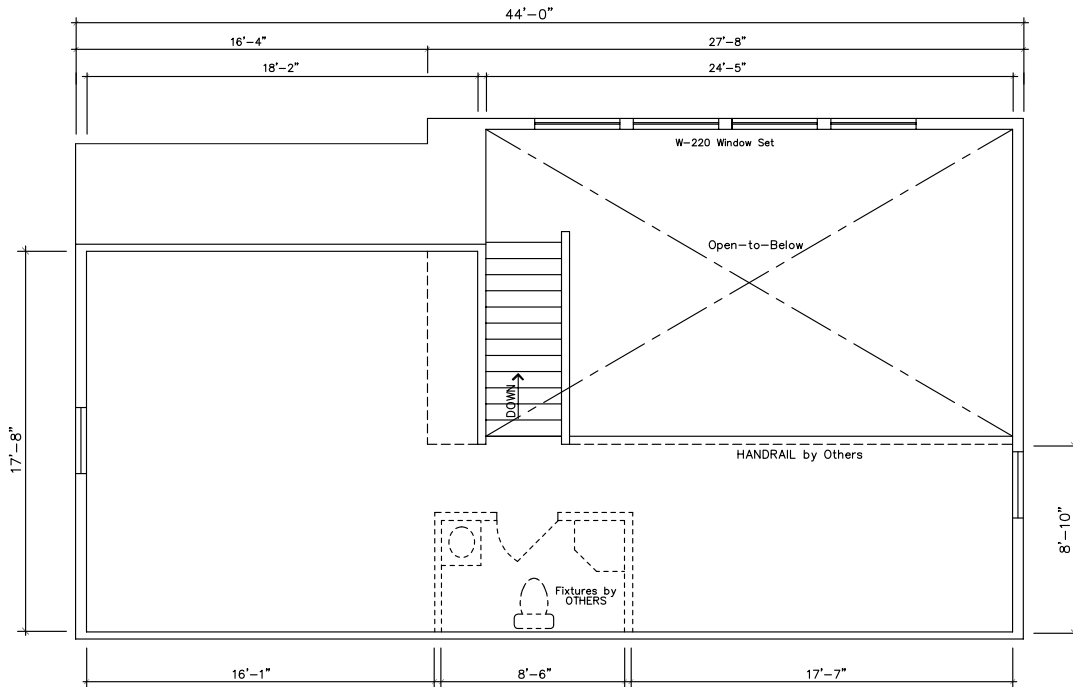 44'-0"
16'-4"
27'-8"
18'-2"
24'-5"
W-220 Window Set
Open-to-Below
DOWN
HANDRAIL by Others
17'-8"
8'-10"
Fixtures by
OTHERS
16'-1"
8'-6"
17'-7"